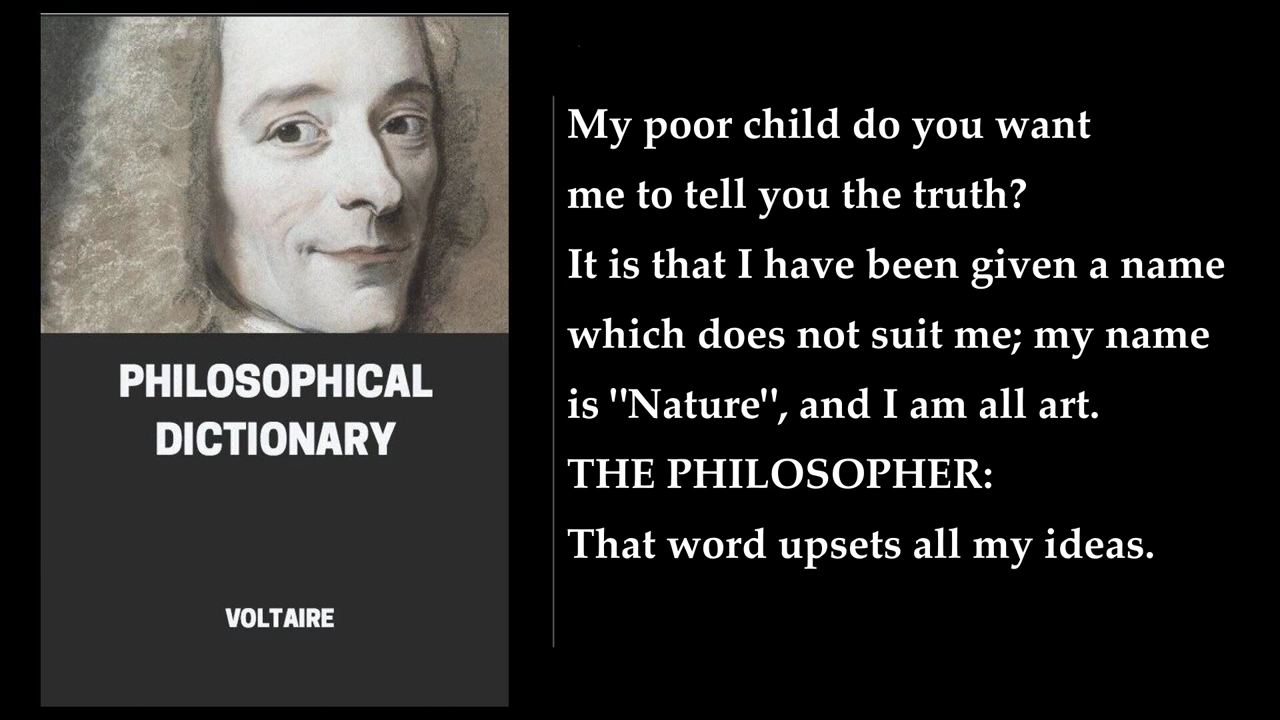 PHILOSOPHICAL
DICTIONARY
VOLTAIRE
My poor child do you want
me to tell you the truth?
It is that I have been given a name
which does not suit me; my name
is "Nature", and I am all art.
THE PHILOSOPHER:
That word upsets all my ideas.